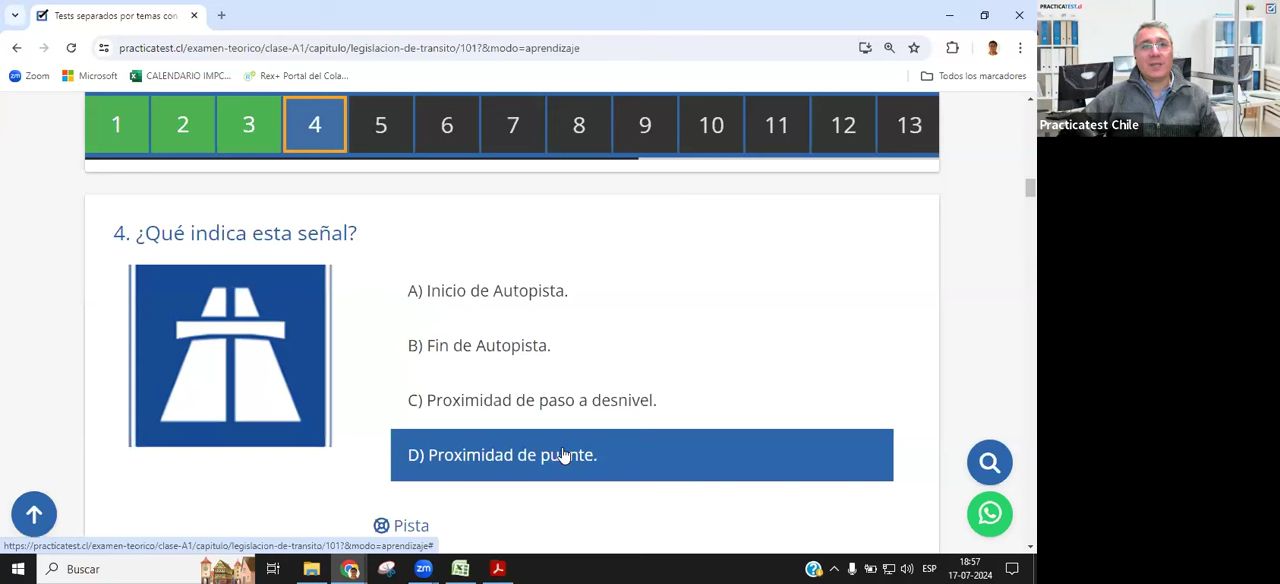 Tests separados por temas con
practicatest.cl/examen-teorico/clase-A1/capitulo/legislacion-de-transito/101?&modo=aprendizaje
Zoom
Microsoft
CALENDARIO IMPC...
Rex+ Portal del Cola...
Todos los marcadores
PRACTICATEST.cl
Practicatest Chile
1 2 3 4 5 6 7 8 9 10 11 12 13
4. ¿Qué indica esta señal?
A) Inicio de Autopista.
B) Fin de Autopista.
C) Proximidad de paso a desnivel.
D) Proximidad de puente.
Pista
https://practicatest.cl/examen-teorico/clase-A1/capitulo/legislacion-de-transito/101?&modo=aprendizaje#
Buscar
zm
ESP
18:57
17-07-2024